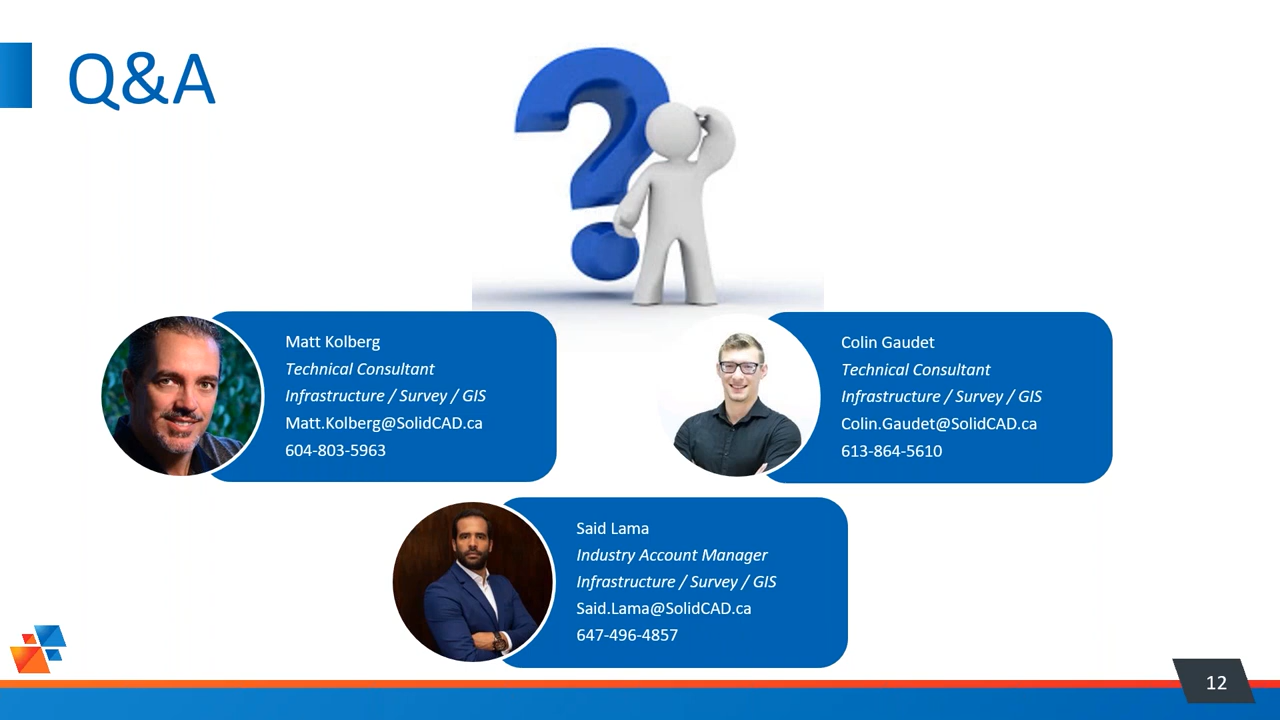 Q&A
Matt Kolberg
Technical Consultant
Infrastructure / Survey / GIS
Matt.Kolberg@SolidCAD.ca
604-803-5963
Colin Gaudet
Technical Consultant
Infrastructure / Survey / GIS
Colin.Gaudet@SolidCAD.ca
613-864-5610
Said Lama
Industry Account Manager
Infrastructure / Survey / GIS
Said.Lama@SolidCAD.ca
647-496-4857
12